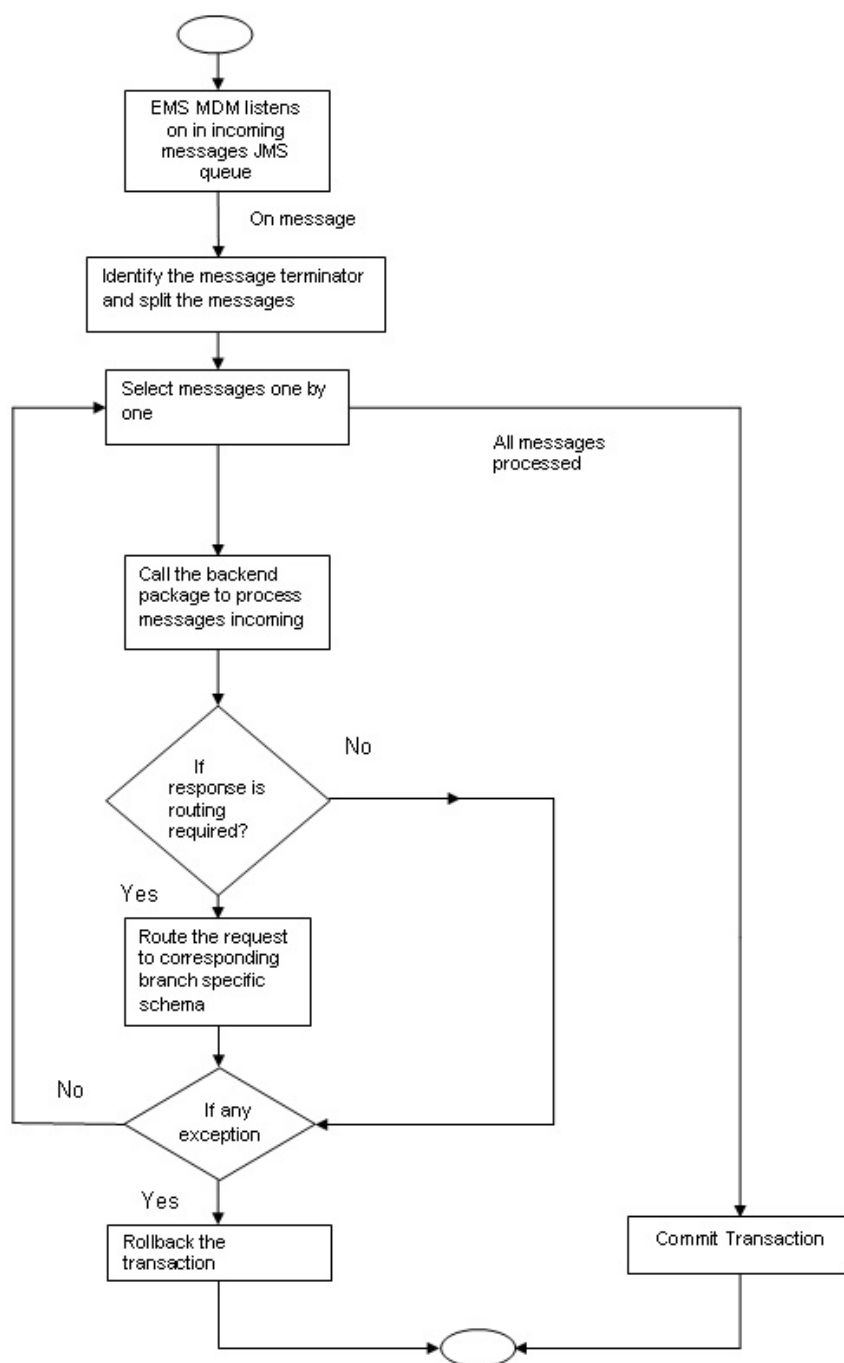 EMS MDM listens
on in incoming
messages JMS
queue
On message
Identify the message terminator
and split the messages
Select messages one by
one
All messages
processed
Call the backend
package to process
messages incoming
If
response is
routing
required?
No
Yes
Route the request
to corresponding
branch specific
schema
No
If any
exception
Yes
Rollback the
transaction
Commit Transaction